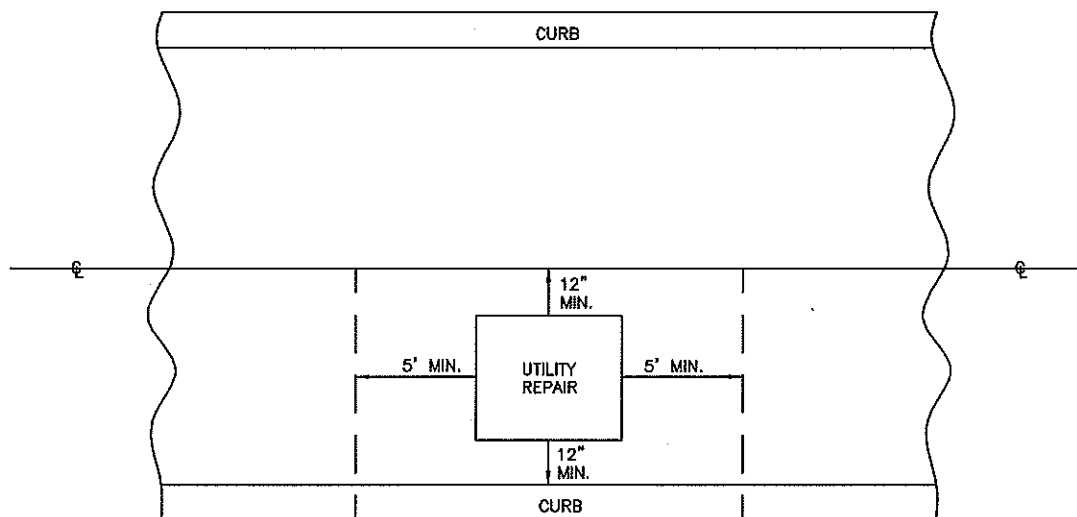 CURB
℄ ℄
12"
MIN.
5' MIN. UTILITY 5' MIN.
REPAIR
12"
MIN.
CURB